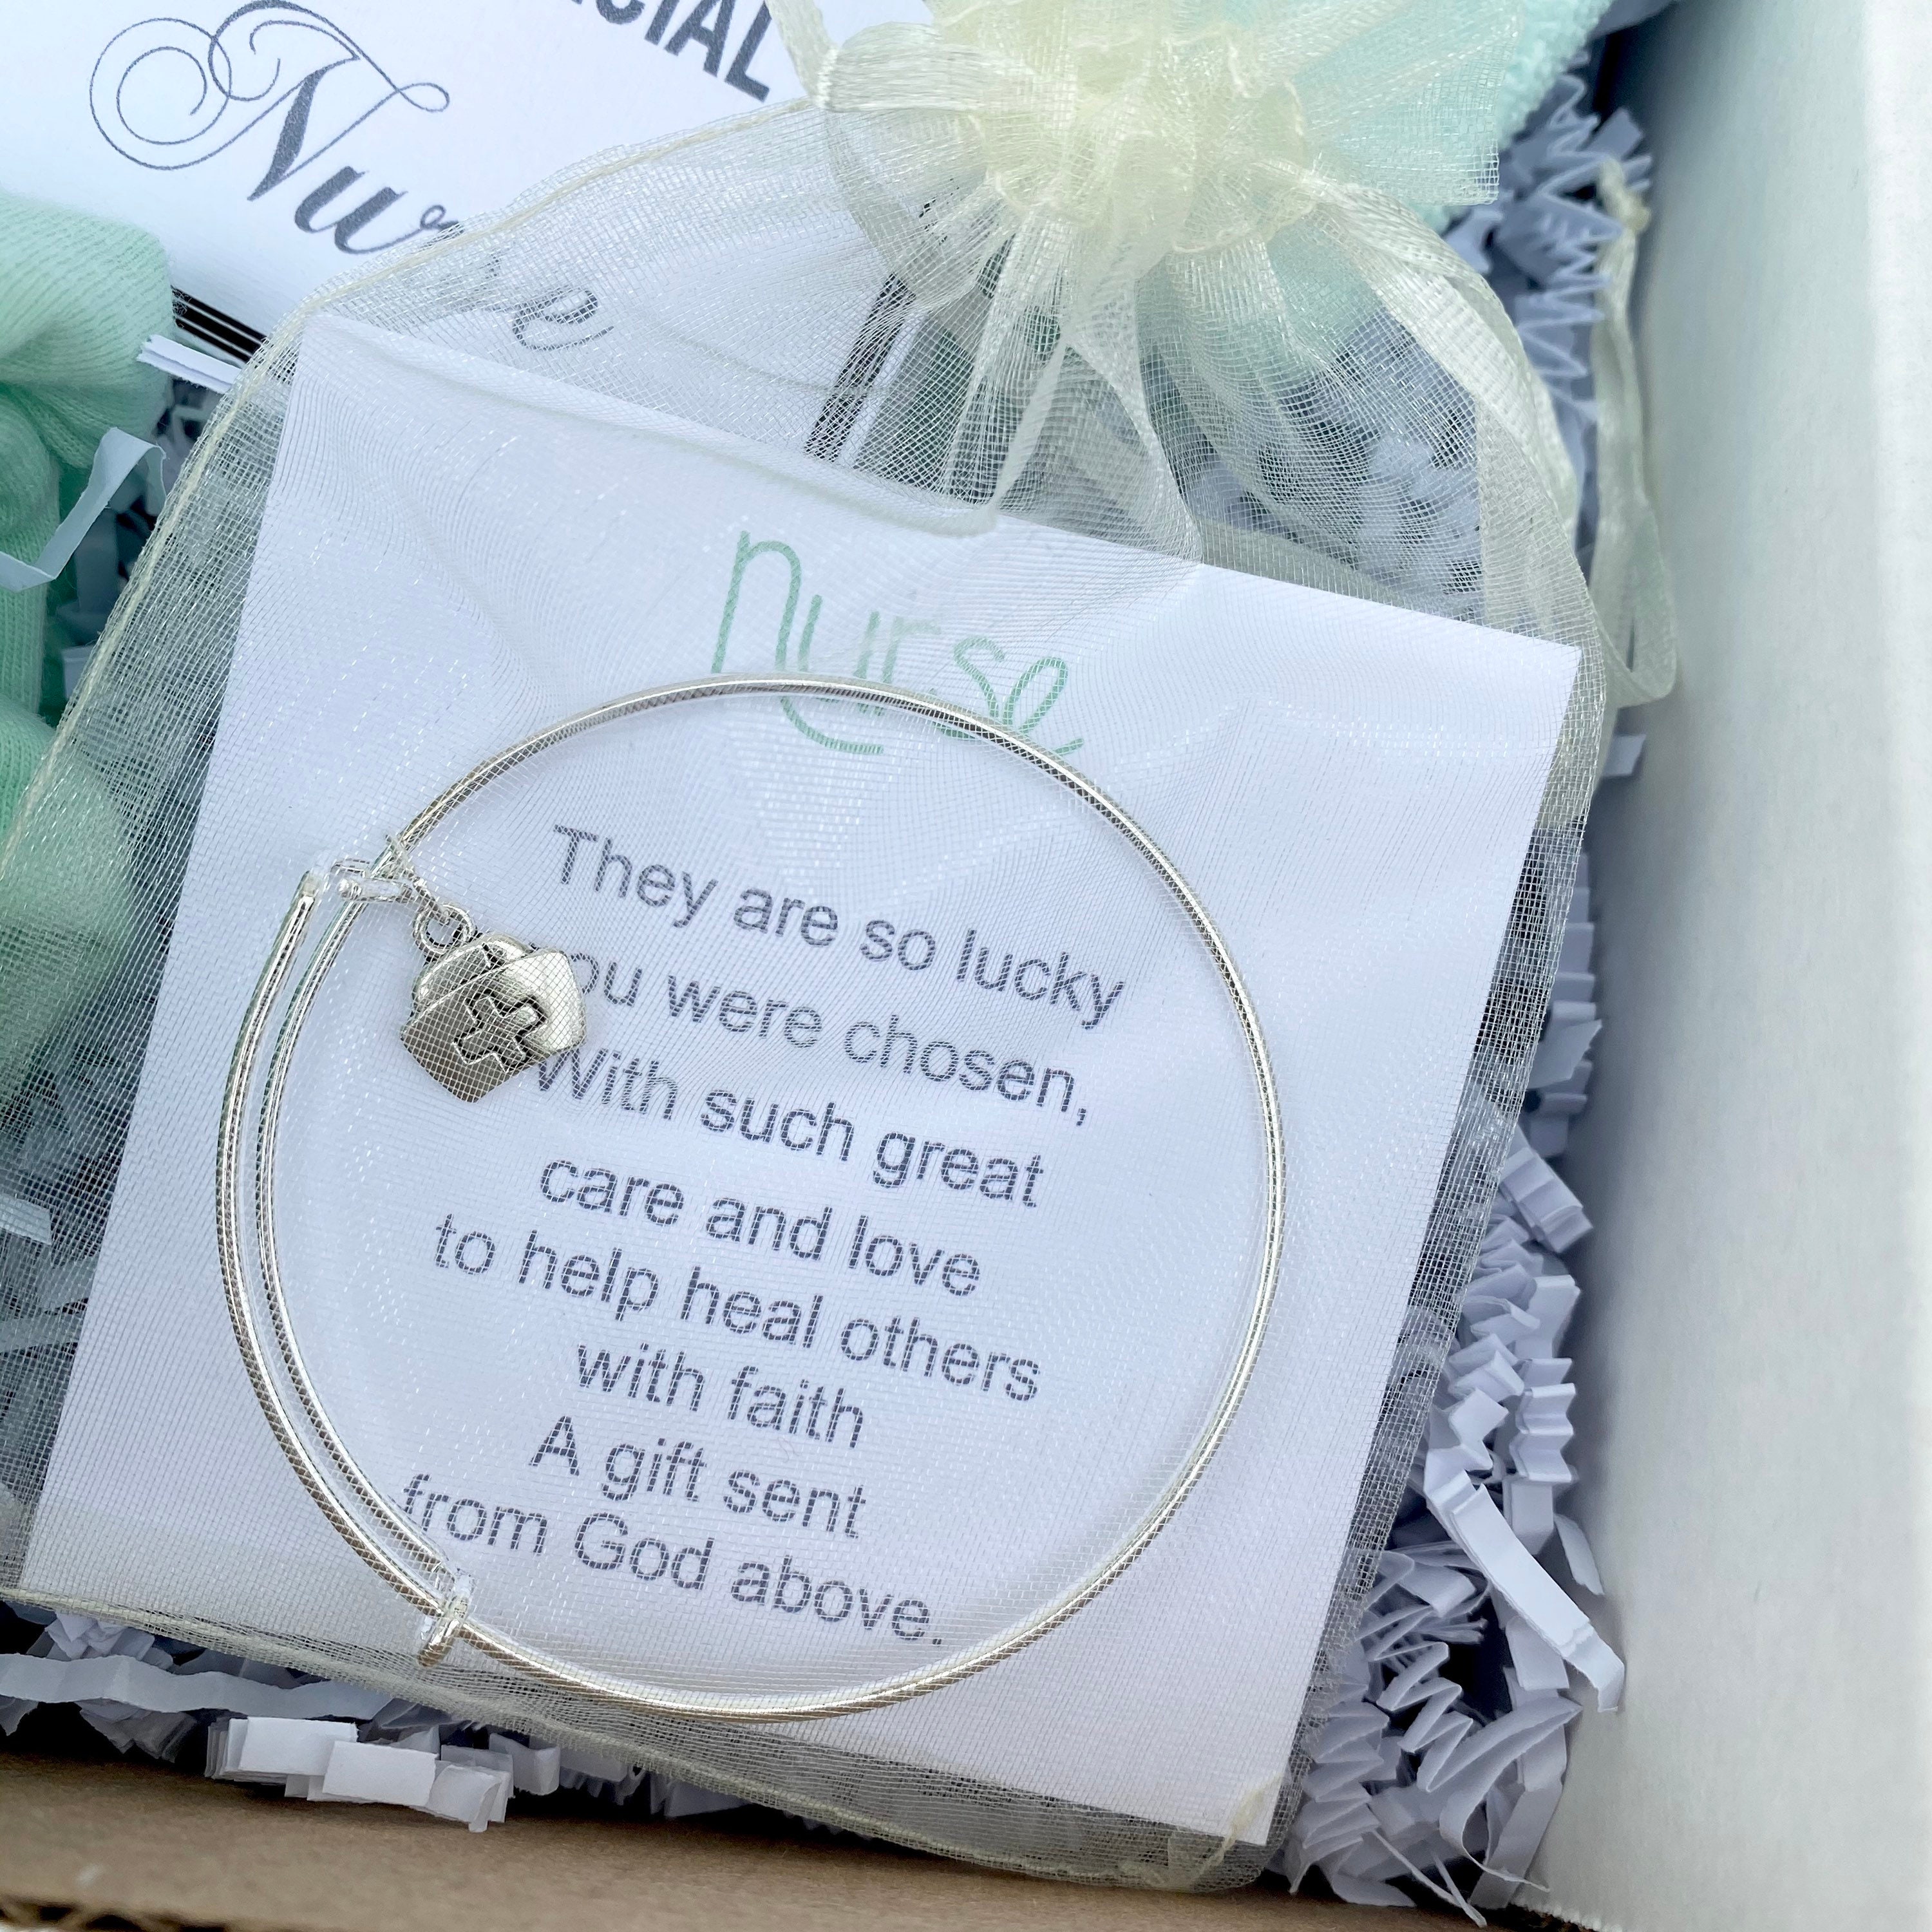 CIAL
Nurse
nurse
They are so lucky
you were chosen,
With such great
care and love
to help heal others
with faith
A gift sent
from God above.